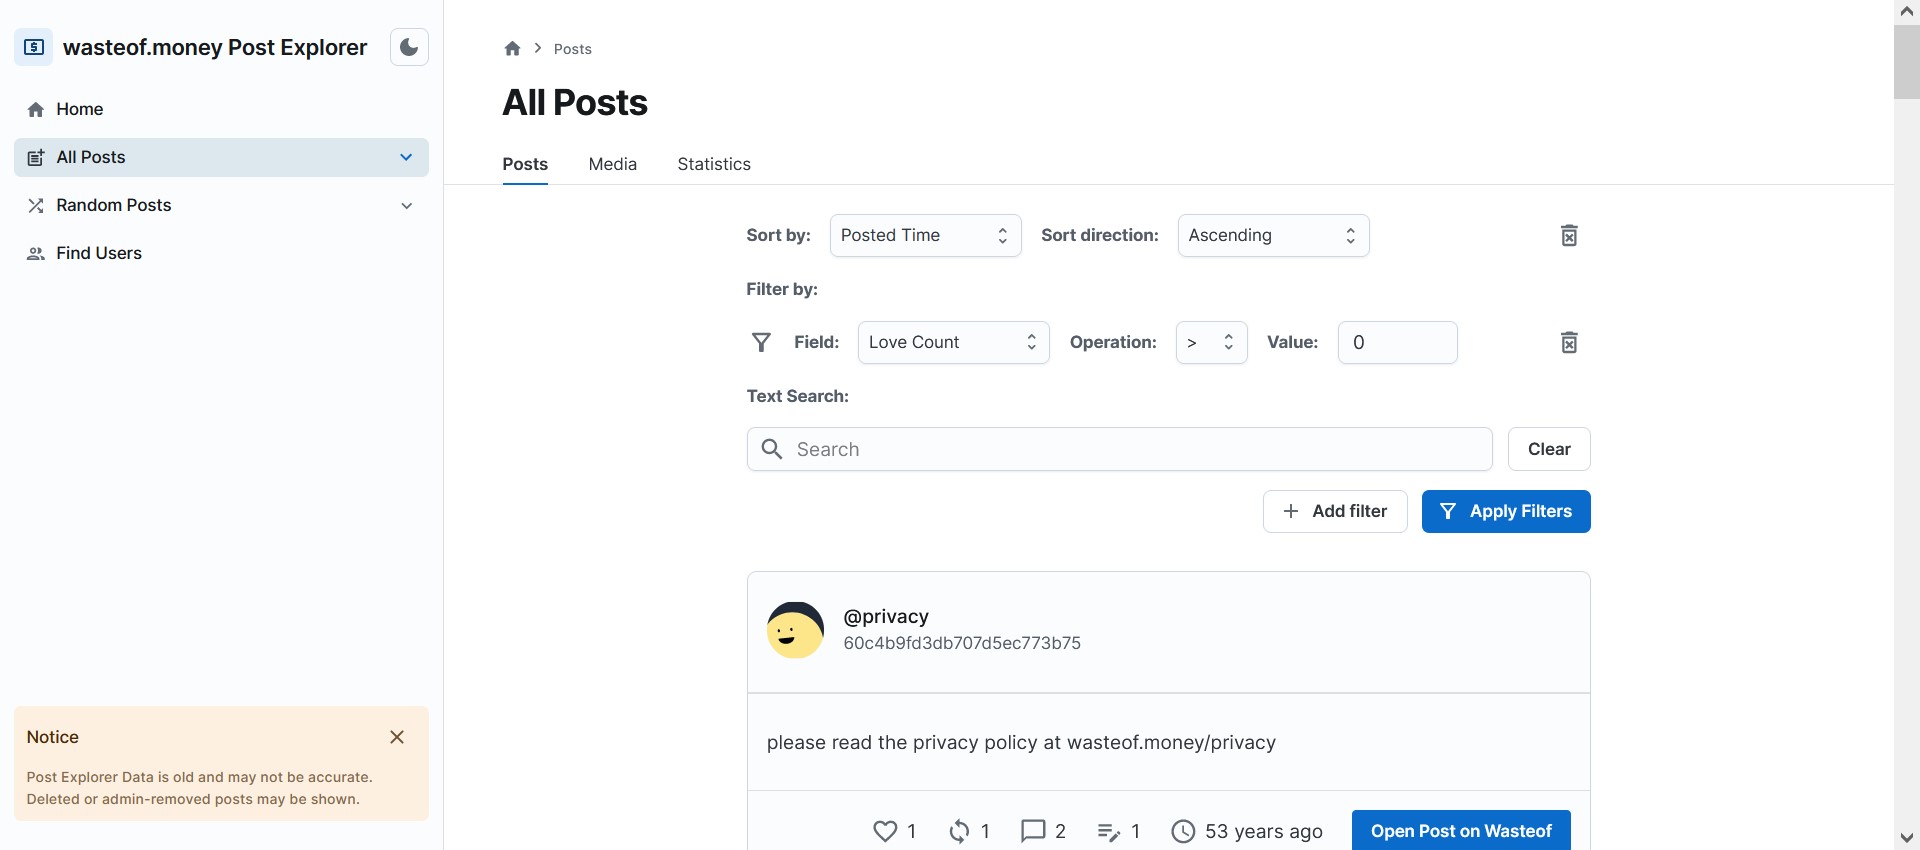 wasteof.money Post Explorer
Home
All Posts
Random Posts
Find Users
Notice
Post Explorer Data is old and may not be accurate.
Deleted or admin-removed posts may be shown.
Posts
All Posts
Posts Media Statistics
Sort by: Posted Time Sort direction: Ascending
Filter by:
Field: Love Count Operation: > Value: 0
Text Search:
Search Clear
Add filter Apply Filters
@privacy
60c4b9fd3db707d5ec773b75
please read the privacy policy at wasteof.money/privacy
1 1 2 1 53 years ago Open Post on Wasteof